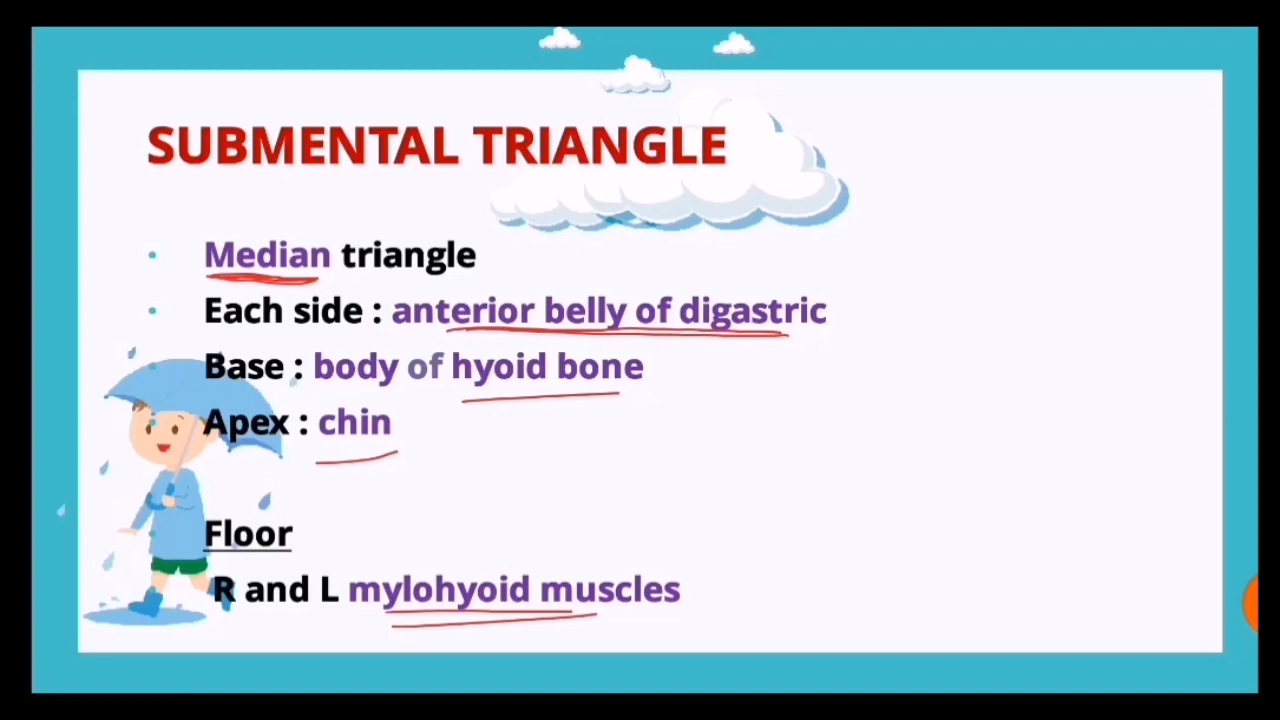 SUBMENTAL TRIANGLE
• Median triangle
• Each side : anterior belly of digastric
• Base : body of hyoid bone
• Apex : chin
• Floor
R and L mylohyoid muscles